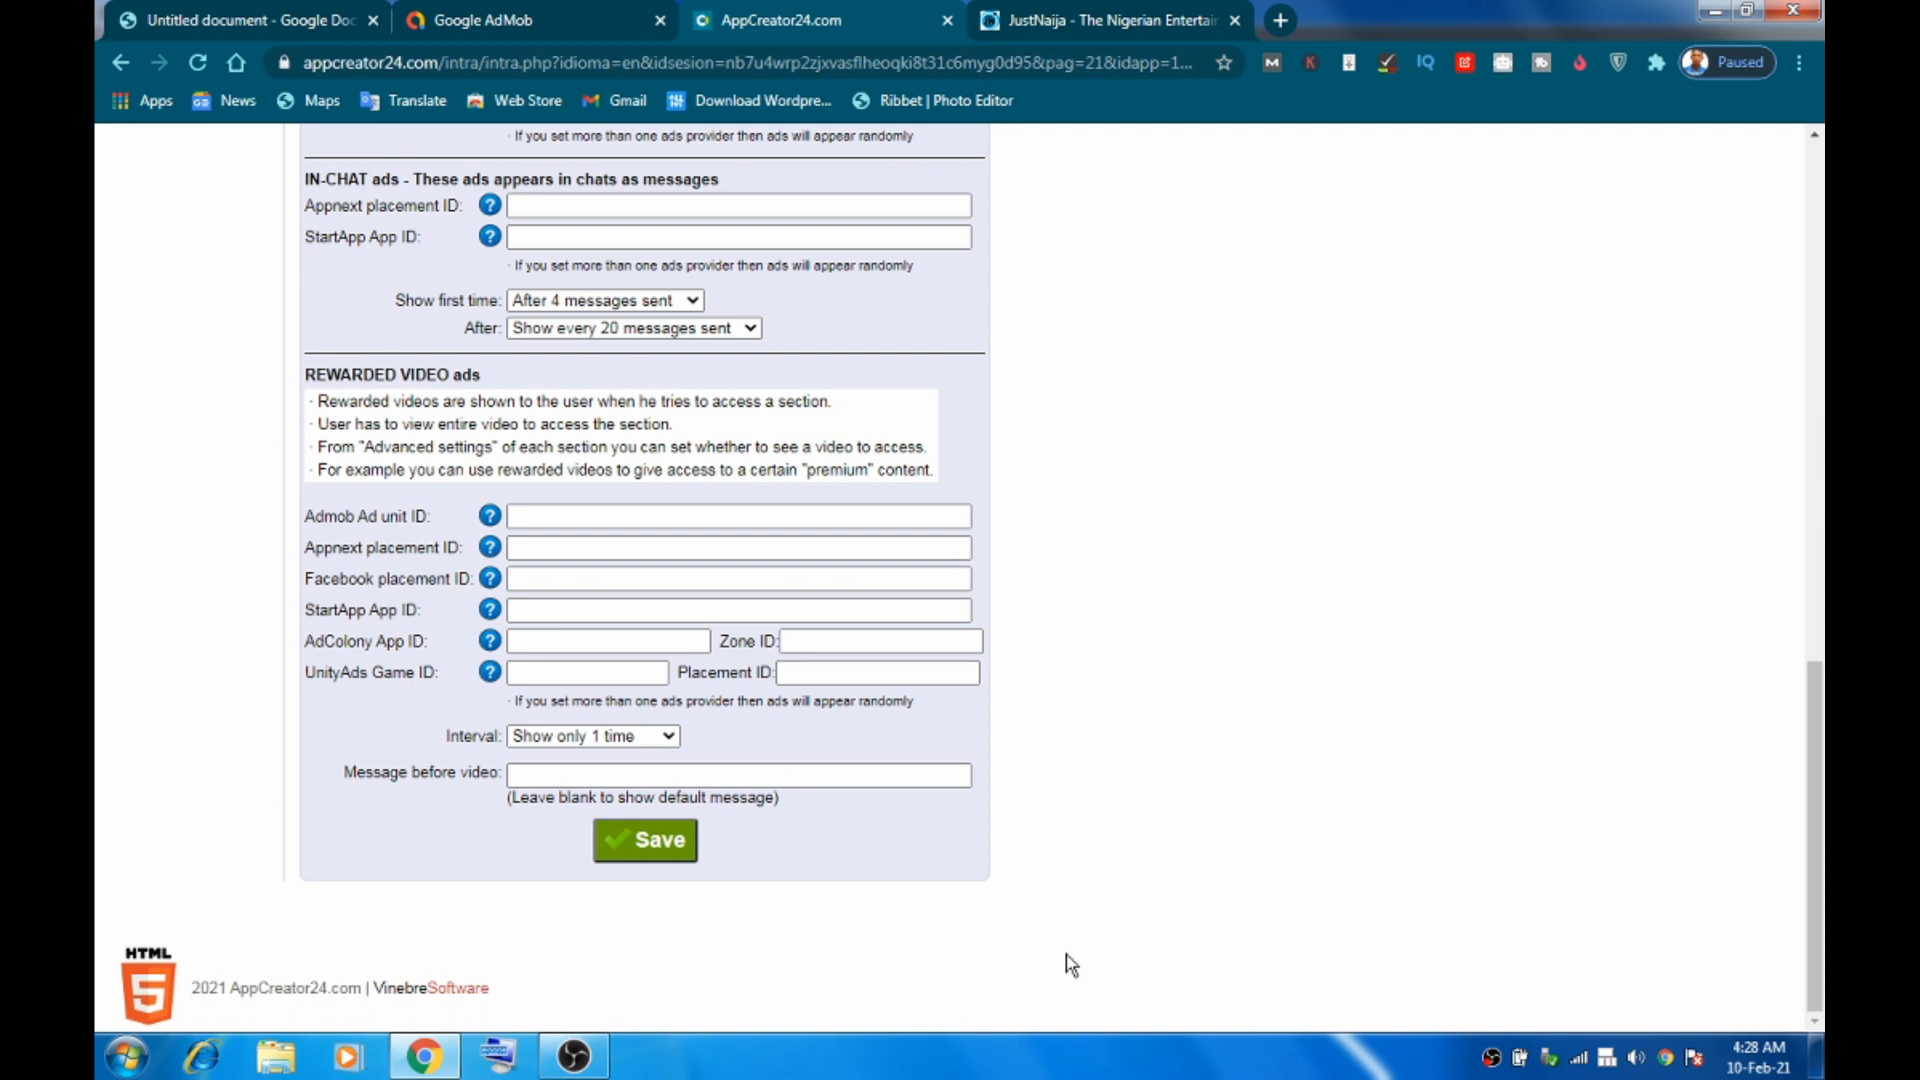 Untitled document - Google Doc
Google AdMob
AppCreator24.com
JustNaija - The Nigerian Entertain
appcreator24.com/intra/intra.php?idioma=en&idsesion=nb7u4wrp2zjxvasflheoqki8t31c6myg0d95&pag=21&idapp=1...
Paused
Apps
News
Maps
Translate
Web Store
Gmail
Download Wordpre...
Ribbet | Photo Editor
· If you set more than one ads provider then ads will appear randomly
IN-CHAT ads - These ads appears in chats as messages
Appnext placement ID: ?
StartApp App ID: ?
· If you set more than one ads provider then ads will appear randomly
Show first time: After 4 messages sent
After: Show every 20 messages sent
REWARDED VIDEO ads
· Rewarded videos are shown to the user when he tries to access a section.
· User has to view entire video to access the section.
· From "Advanced settings" of each section you can set whether to see a video to access.
· For example you can use rewarded videos to give access to a certain "premium" content.
Admob Ad unit ID: ?
Appnext placement ID: ?
Facebook placement ID: ?
StartApp App ID: ?
AdColony App ID: ? Zone ID:
UnityAds Game ID: ? Placement ID:
· If you set more than one ads provider then ads will appear randomly
Interval: Show only 1 time
Message before video:
(Leave blank to show default message)
Save
HTML
5
2021 AppCreator24.com | VinebreSoftware
4:28 AM
10-Feb-21